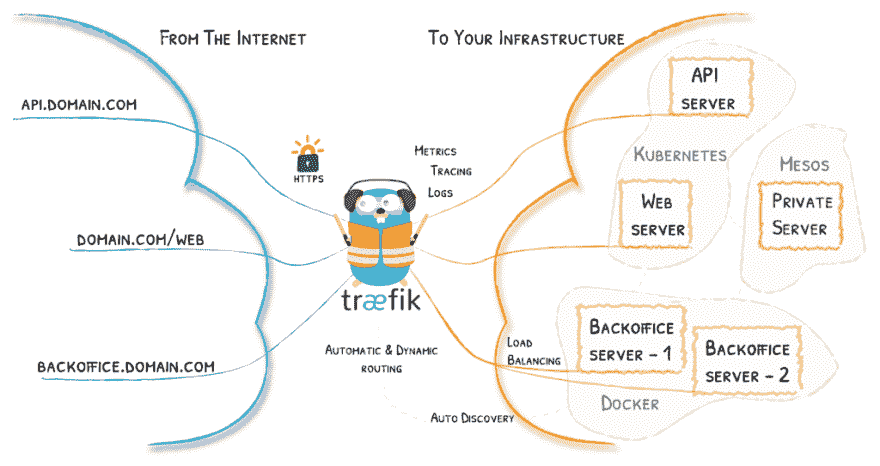 FROM THE INTERNET
TO YOUR INFRASTRUCTURE
API.DOMAIN.COM
HTTPS
METRICS
TRACING
LOGS
API
SERVER
KUBERNETES
MESOS
WEB
SERVER
PRIVATE
SERVER
DOMAIN.COM/WEB
træfik
BACKOFFICE.DOMAIN.COM
AUTOMATIC & DYNAMIC
ROUTING
LOAD
BALANCING
BACKOFFICE
SERVER - 1
BACKOFFICE
SERVER - 2
DOCKER
AUTO DISCOVERY